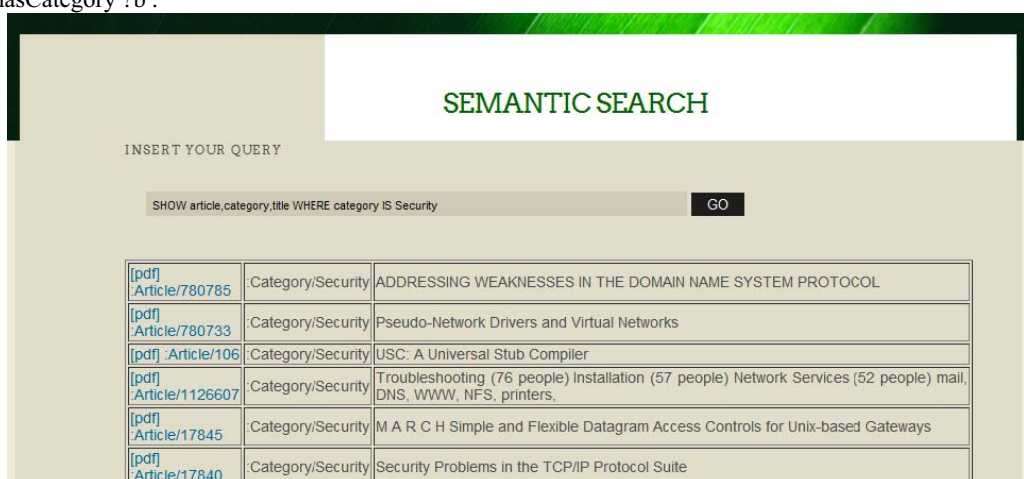 hasCategory ?b .
SEMANTIC SEARCH
INSERT YOUR QUERY
SHOW article,category,title WHERE category IS Security
GO
[pdf]
:Article/780785
:Category/Security
ADDRESSING WEAKNESSES IN THE DOMAIN NAME SYSTEM PROTOCOL
[pdf]
:Article/780733
:Category/Security
Pseudo-Network Drivers and Virtual Networks
[pdf] :Article/106
:Category/Security
USC: A Universal Stub Compiler
[pdf]
:Article/1126607
:Category/Security
Troubleshooting (76 people) Installation (57 people) Network Services (52 people) mail,
DNS, WWW, NFS, printers,
[pdf]
:Article/17845
:Category/Security
M A R C H Simple and Flexible Datagram Access Controls for Unix-based Gateways
[pdf]
:Article/17840
:Category/Security
Security Problems in the TCP/IP Protocol Suite